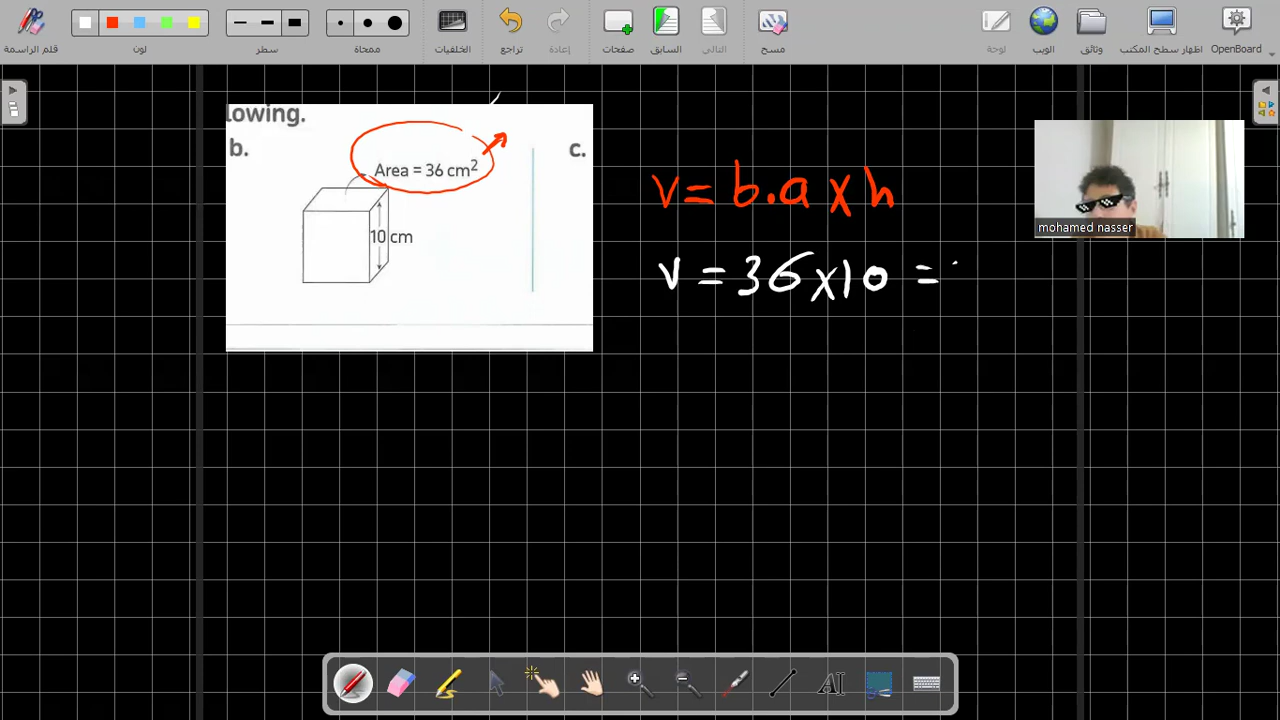 قلم الراسمة
لون
سطر
ممحاة
الخلفيات
تراجع
إعادة
صفحات
السابق
التالي
مسح
لوحة
الويب
وثائق
اظهار سطح المكتب
OpenBoard
lowing.
b.
Area = 36 cm²
c.
10 cm
V = b.a x h
V = 36 x 10 =
mohamed nasser
AI